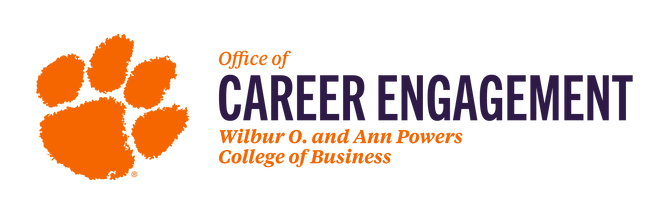 Office of
CAREER ENGAGEMENT
Wilbur O. and Ann Powers
College of Business
®